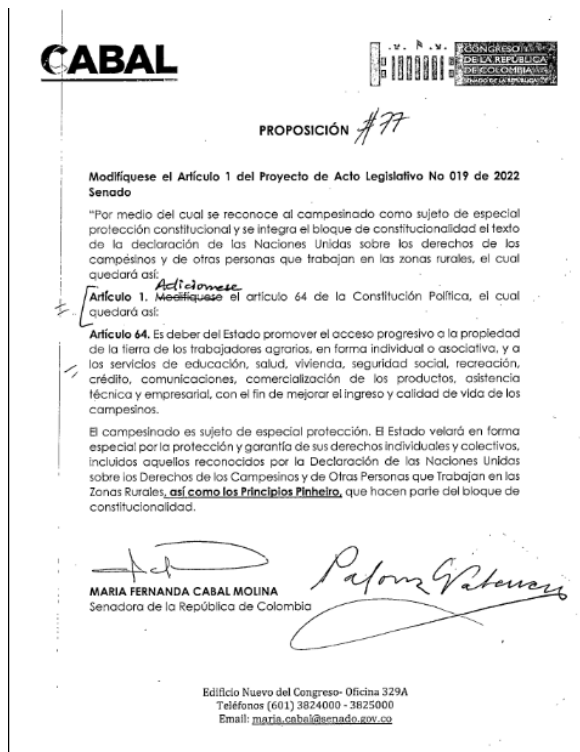 CABAL
CONGRESO
DE LA REPÚBLICA
DE COLOMBIA
SENADO DE LA REPÚBLICA
PROPOSICIÓN #77
Modifíquese el Artículo 1 del Proyecto de Acto Legislativo No 019 de 2022
Senado
"Por medio del cual se reconoce al campesinado como sujeto de especial
protección constitucional y se integra el bloque de constitucionalidad el texto
de la declaración de las Naciones Unidas sobre los derechos de los
campesinos y de otras personas que trabajan en las zonas rurales, el cual
quedará así:
Adicionese
Artículo 1. Modifíquese el artículo 64 de la Constitución Política, el cual
quedará así:
Artículo 64. Es deber del Estado promover el acceso progresivo a la propiedad
de la tierra de los trabajadores agrarios, en forma individual o asociativa, y a
los servicios de educación, salud, vivienda, seguridad social, recreación,
crédito, comunicaciones, comercialización de los productos, asistencia
técnica y empresarial, con el fin de mejorar el ingreso y calidad de vida de los
campesinos.
El campesinado es sujeto de especial protección. El Estado velará en forma
especial por la protección y garantía de sus derechos individuales y colectivos,
incluidos aquellos reconocidos por la Declaración de las Naciones Unidas
sobre los Derechos de los Campesinos y de Otras Personas que Trabajan en las
Zonas Rurales, así como los Principios Pinheiro, que hacen parte del bloque de
constitucionalidad.
Paloma Valencia
MARIA FERNANDA CABAL MOLINA
Senadora de la República de Colombia
Edificio Nuevo del Congreso- Oficina 329A
Teléfonos (601) 3824000 - 3825000
Email: maria.cabal@senado.gov.co